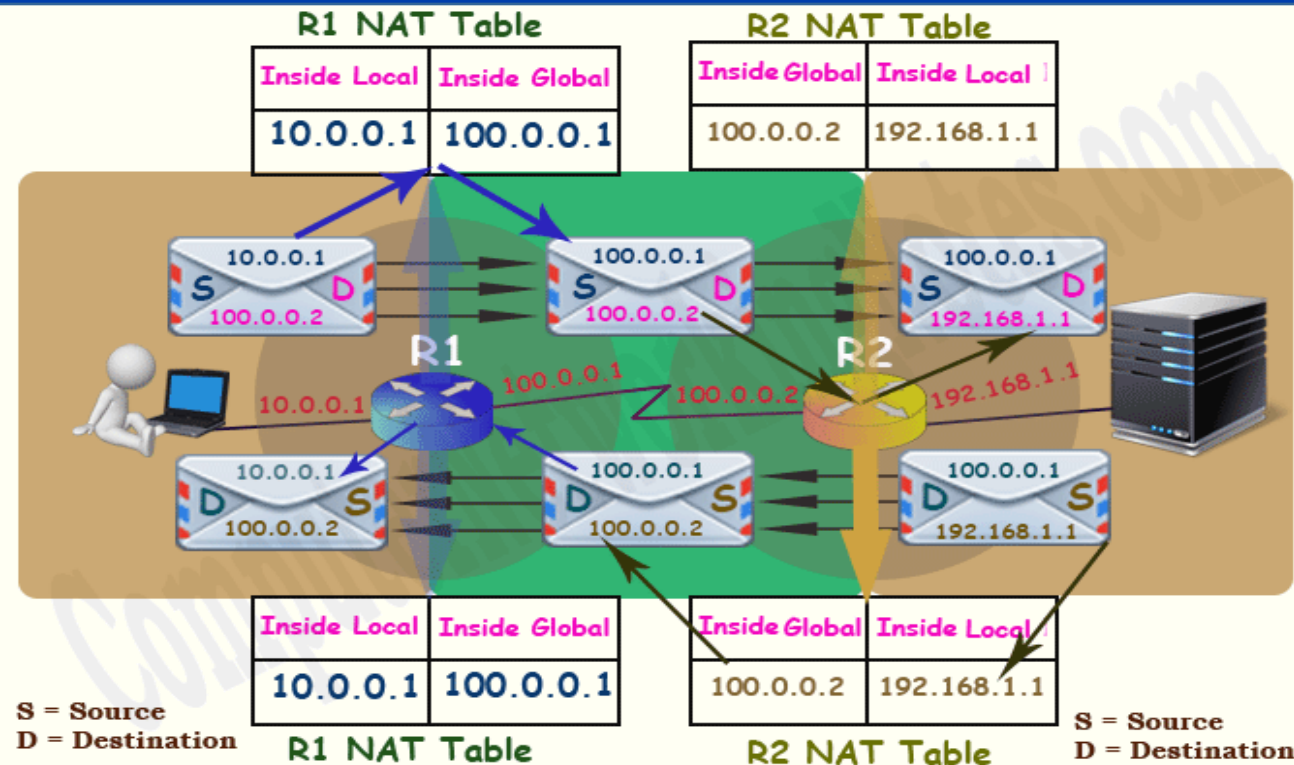 R1 NAT Table
Inside Local Inside Global
10.0.0.1 100.0.0.1
R2 NAT Table
Inside Global Inside Local
100.0.0.2 192.168.1.1
10.0.0.1
S D
100.0.0.2
100.0.0.1
S D
100.0.0.2
100.0.0.1
S D
192.168.1.1
R1
R2
10.0.0.1
100.0.0.1
100.0.0.2
192.168.1.1
10.0.0.1
D S
100.0.0.2
100.0.0.1
D S
100.0.0.2
100.0.0.1
D S
192.168.1.1
Inside Local Inside Global
10.0.0.1 100.0.0.1
R1 NAT Table
Inside Global Inside Local
100.0.0.2 192.168.1.1
R2 NAT Table
S = Source
D = Destination
S = Source
D = Destination